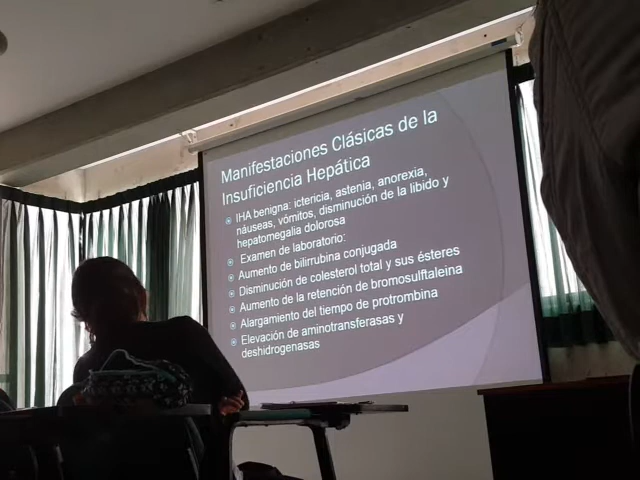 Manifestaciones Clásicas de la
Insuficiencia Hepática
IHA benigna: ictericia, astenia, anorexia,
náuseas, vómitos, disminución de la libido y
hepatomegalia dolorosa
Examen de laboratorio:
Aumento de bilirrubina conjugada
Disminución de colesterol total y sus ésteres
Aumento de la retención de bromosulftaleina
Alargamiento del tiempo de protrombina
Elevación de aminotransferasas y
deshidrogenasas